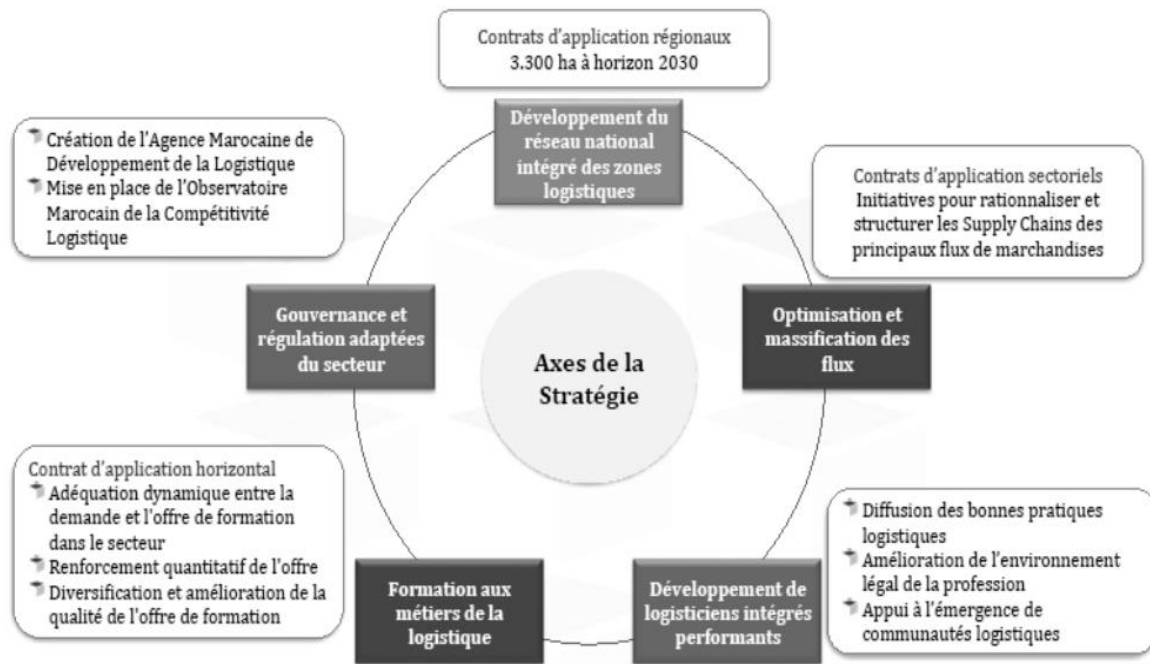 Contrats d'application régionaux
3.300 ha à horizon 2030
Développement du
réseau national
intégré des zones
logistiques
Création de l'Agence Marocaine de
Développement de la Logistique
Mise en place de l'Observatoire
Marocain de la Compétitivité
Logistique
Contrats d'application sectoriels
Initiatives pour rationnaliser et
structurer les Supply Chains des
principaux flux de marchandises
Gouvernance et
régulation adaptées
du secteur
Optimisation et
massification des
flux
Axes de la
Stratégie
Contrat d'application horizontal
Adéquation dynamique entre la
demande et l'offre de formation
dans le secteur
Renforcement quantitatif de l'offre
Diversification et amélioration de la
qualité de l'offre de formation
Formation aux
métiers de la
logistique
Développement de
logisticiens intégrés
performants
Diffusion des bonnes pratiques
logistiques
Amélioration de l'environnement
légal de la profession
Appui à l'émergence de
communautés logistiques